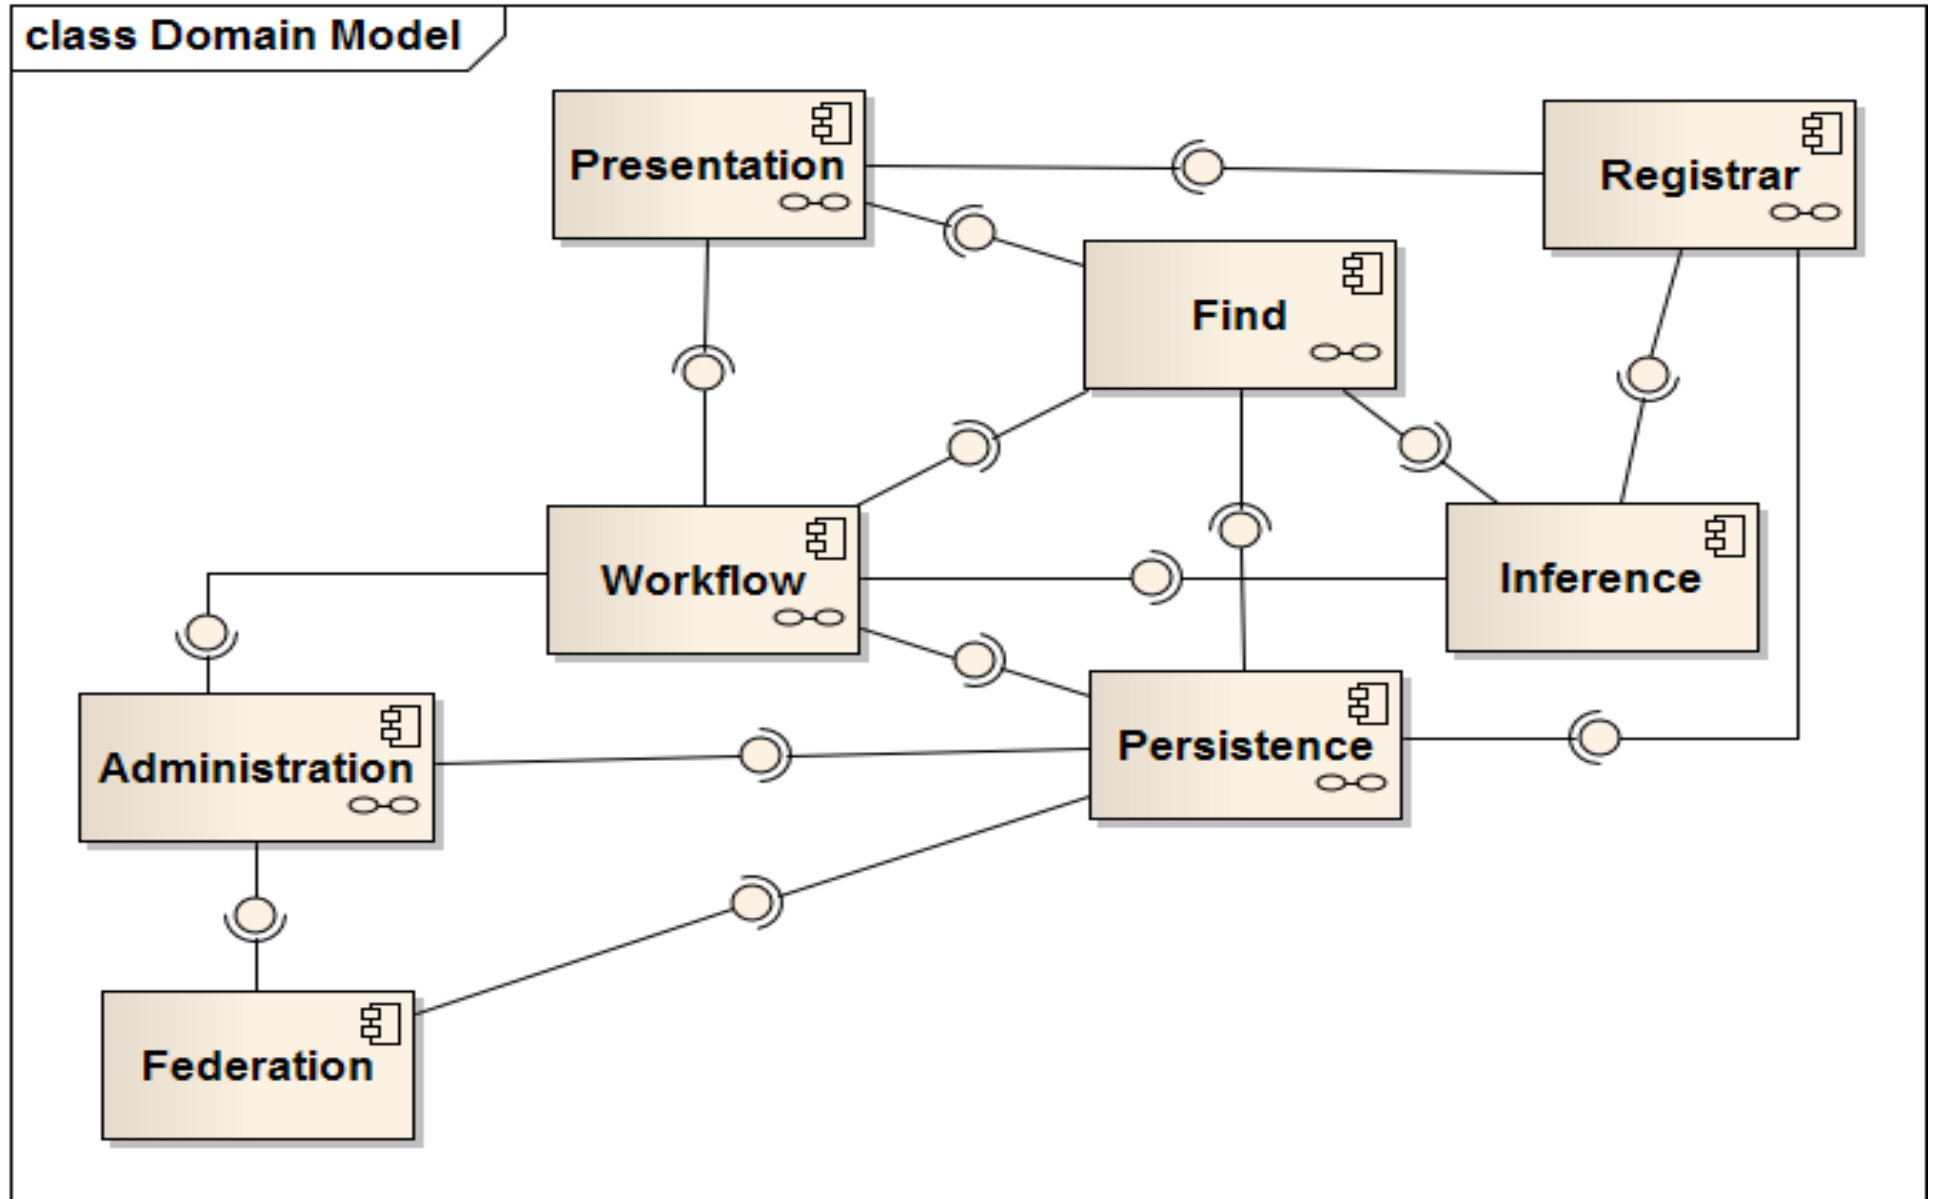 class Domain Model
Presentation
Registrar
Find
Workflow
Inference
Administration
Persistence
Federation